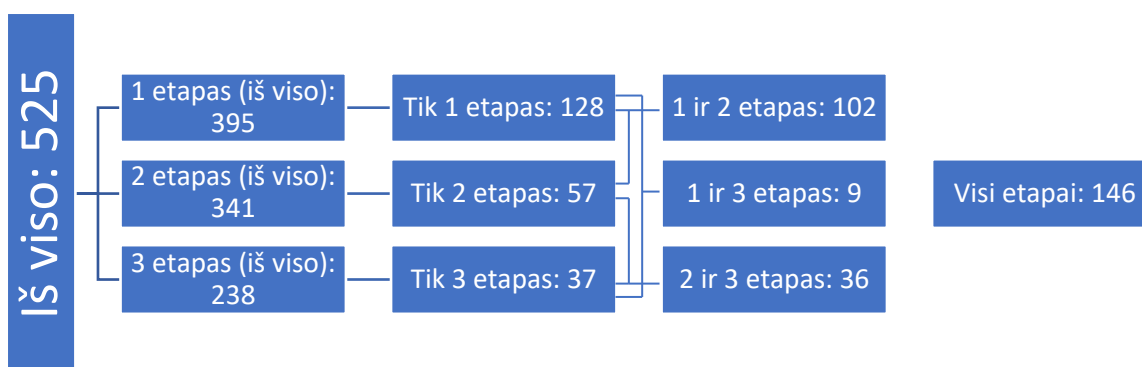 Iš viso: 525
1 etapas (iš viso):
395
Tik 1 etapas: 128
1 ir 2 etapas: 102
2 etapas (iš viso):
341
Tik 2 etapas: 57
1 ir 3 etapas: 9
Visi etapai: 146
3 etapas (iš viso):
238
Tik 3 etapas: 37
2 ir 3 etapas: 36